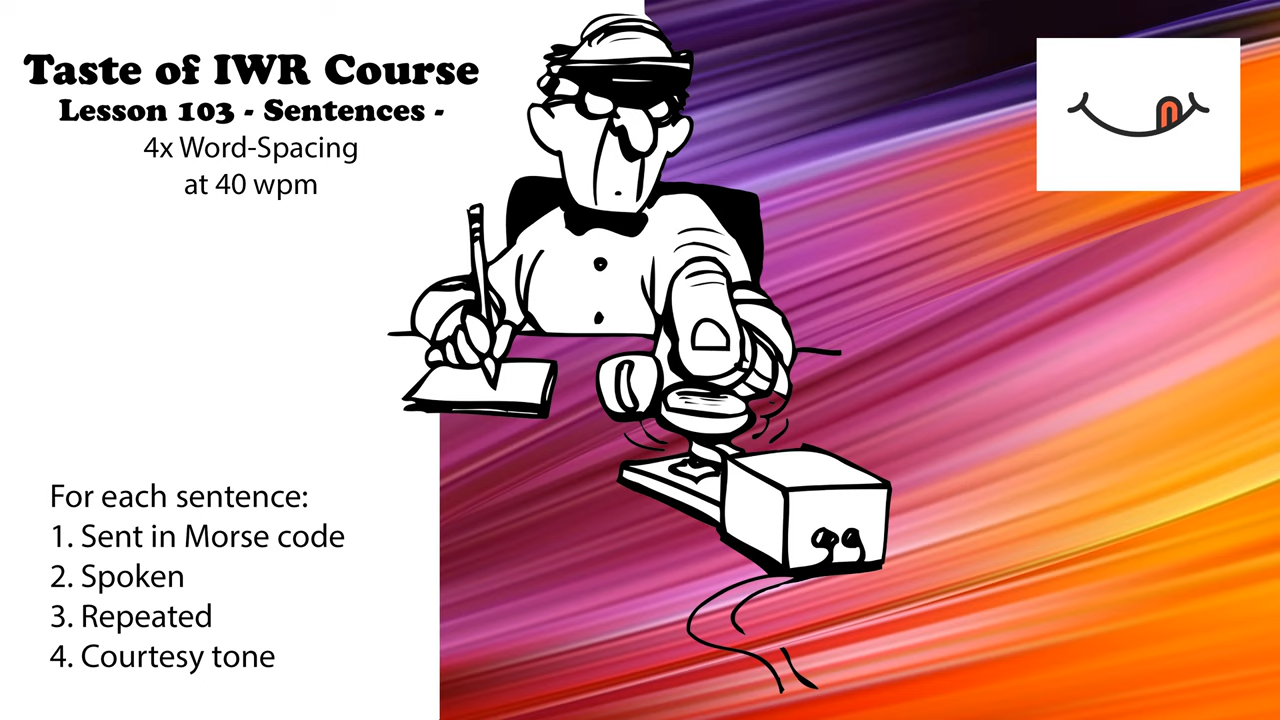 Taste of IWR Course
Lesson 103 - Sentences -
4x Word-Spacing
at 40 wpm
For each sentence:
1. Sent in Morse code
2. Spoken
3. Repeated
4. Courtesy tone